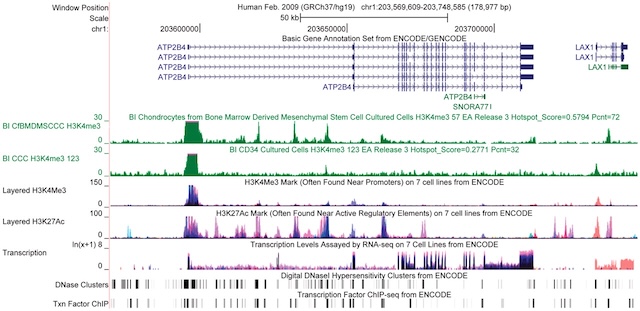 Window Position Human Feb. 2009 (GRCh37/hg19) chr1:203,569,609-203,748,585 (178,977 bp)
Scale 50 kb
chr1: 203600000 203650000 203700000
Basic Gene Annotation Set from ENCODE/GENCODE
ATP2B4 LAX1
ATP2B4 LAX1
ATP2B4 LAX1
ATP2B4
ATP2B4
ATP2B4
SNORA77
BI Chondrocytes from Bone Marrow Derived Mesenchymal Stem Cell Cultured Cells H3K4me3 57 EA Release 3 Hotspot_Score=0.5794 Pcnt=72
30
BI CfBMDMSCCC H3K4me3
0
BI CD34 Cultured Cells H3K4me3 123 EA Release 3 Hotspot_Score=0.2771 Pcnt=32
30
BI CCC H3K4me3 123
0
H3K4Me3 Mark (Often Found Near Promoters) on 7 cell lines from ENCODE
150
Layered H3K4Me3
0
H3K27Ac Mark (Often Found Near Active Regulatory Elements) on 7 cell lines from ENCODE
100
Layered H3K27Ac
0
Transcription Levels Assayed by RNA-seq on 7 Cell Lines from ENCODE
ln(x+1) 8
Transcription
0
Digital DNaseI Hypersensitivity Clusters from ENCODE
DNase Clusters
Transcription Factor ChIP-seq from ENCODE
Txn Factor ChIP